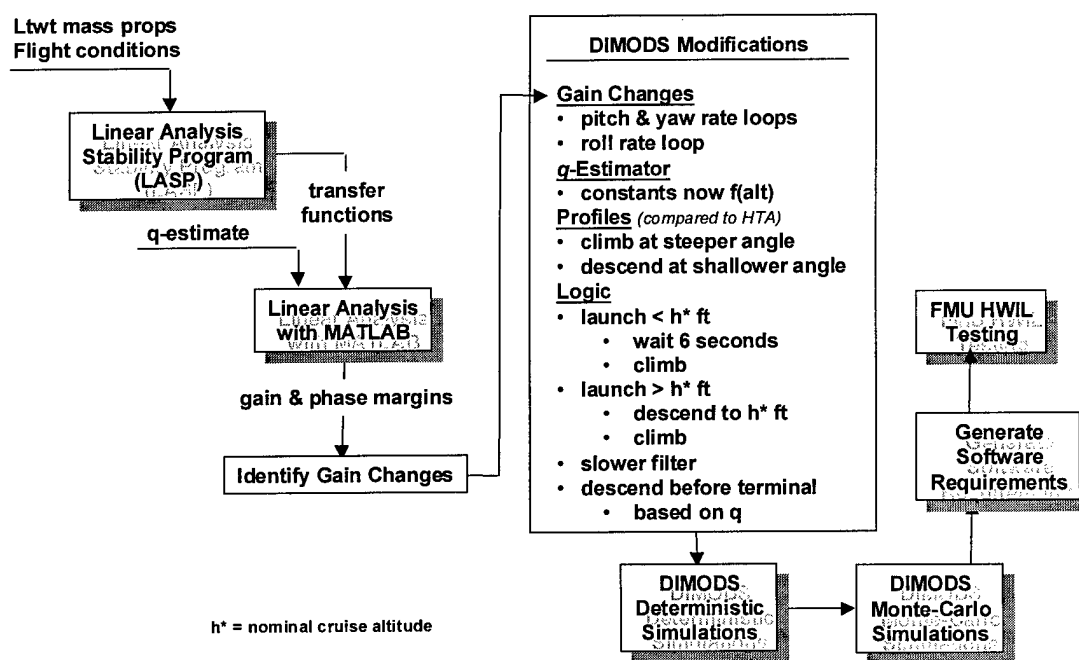 Ltwt mass props
Flight conditions
Linear Analysis
Stability Program
(LASP)
transfer
functions
q-estimate
Linear Analysis
with MATLAB
gain & phase margins
Identify Gain Changes
DIMODS Modifications
Gain Changes
• pitch & yaw rate loops
• roll rate loop
q-Estimator
• constants now f(alt)
Profiles (compared to HTA)
• climb at steeper angle
• descend at shallower angle
Logic
• launch < h* ft
• wait 6 seconds
• climb
• launch > h* ft
• descend to h* ft
• climb
• slower filter
• descend before terminal
• based on q
DIMODS
Deterministic
Simulations
DIMODS
Monte-Carlo
Simulations
Generate
Software
Requirements
FMU HWIL
Testing
h* = nominal cruise altitude